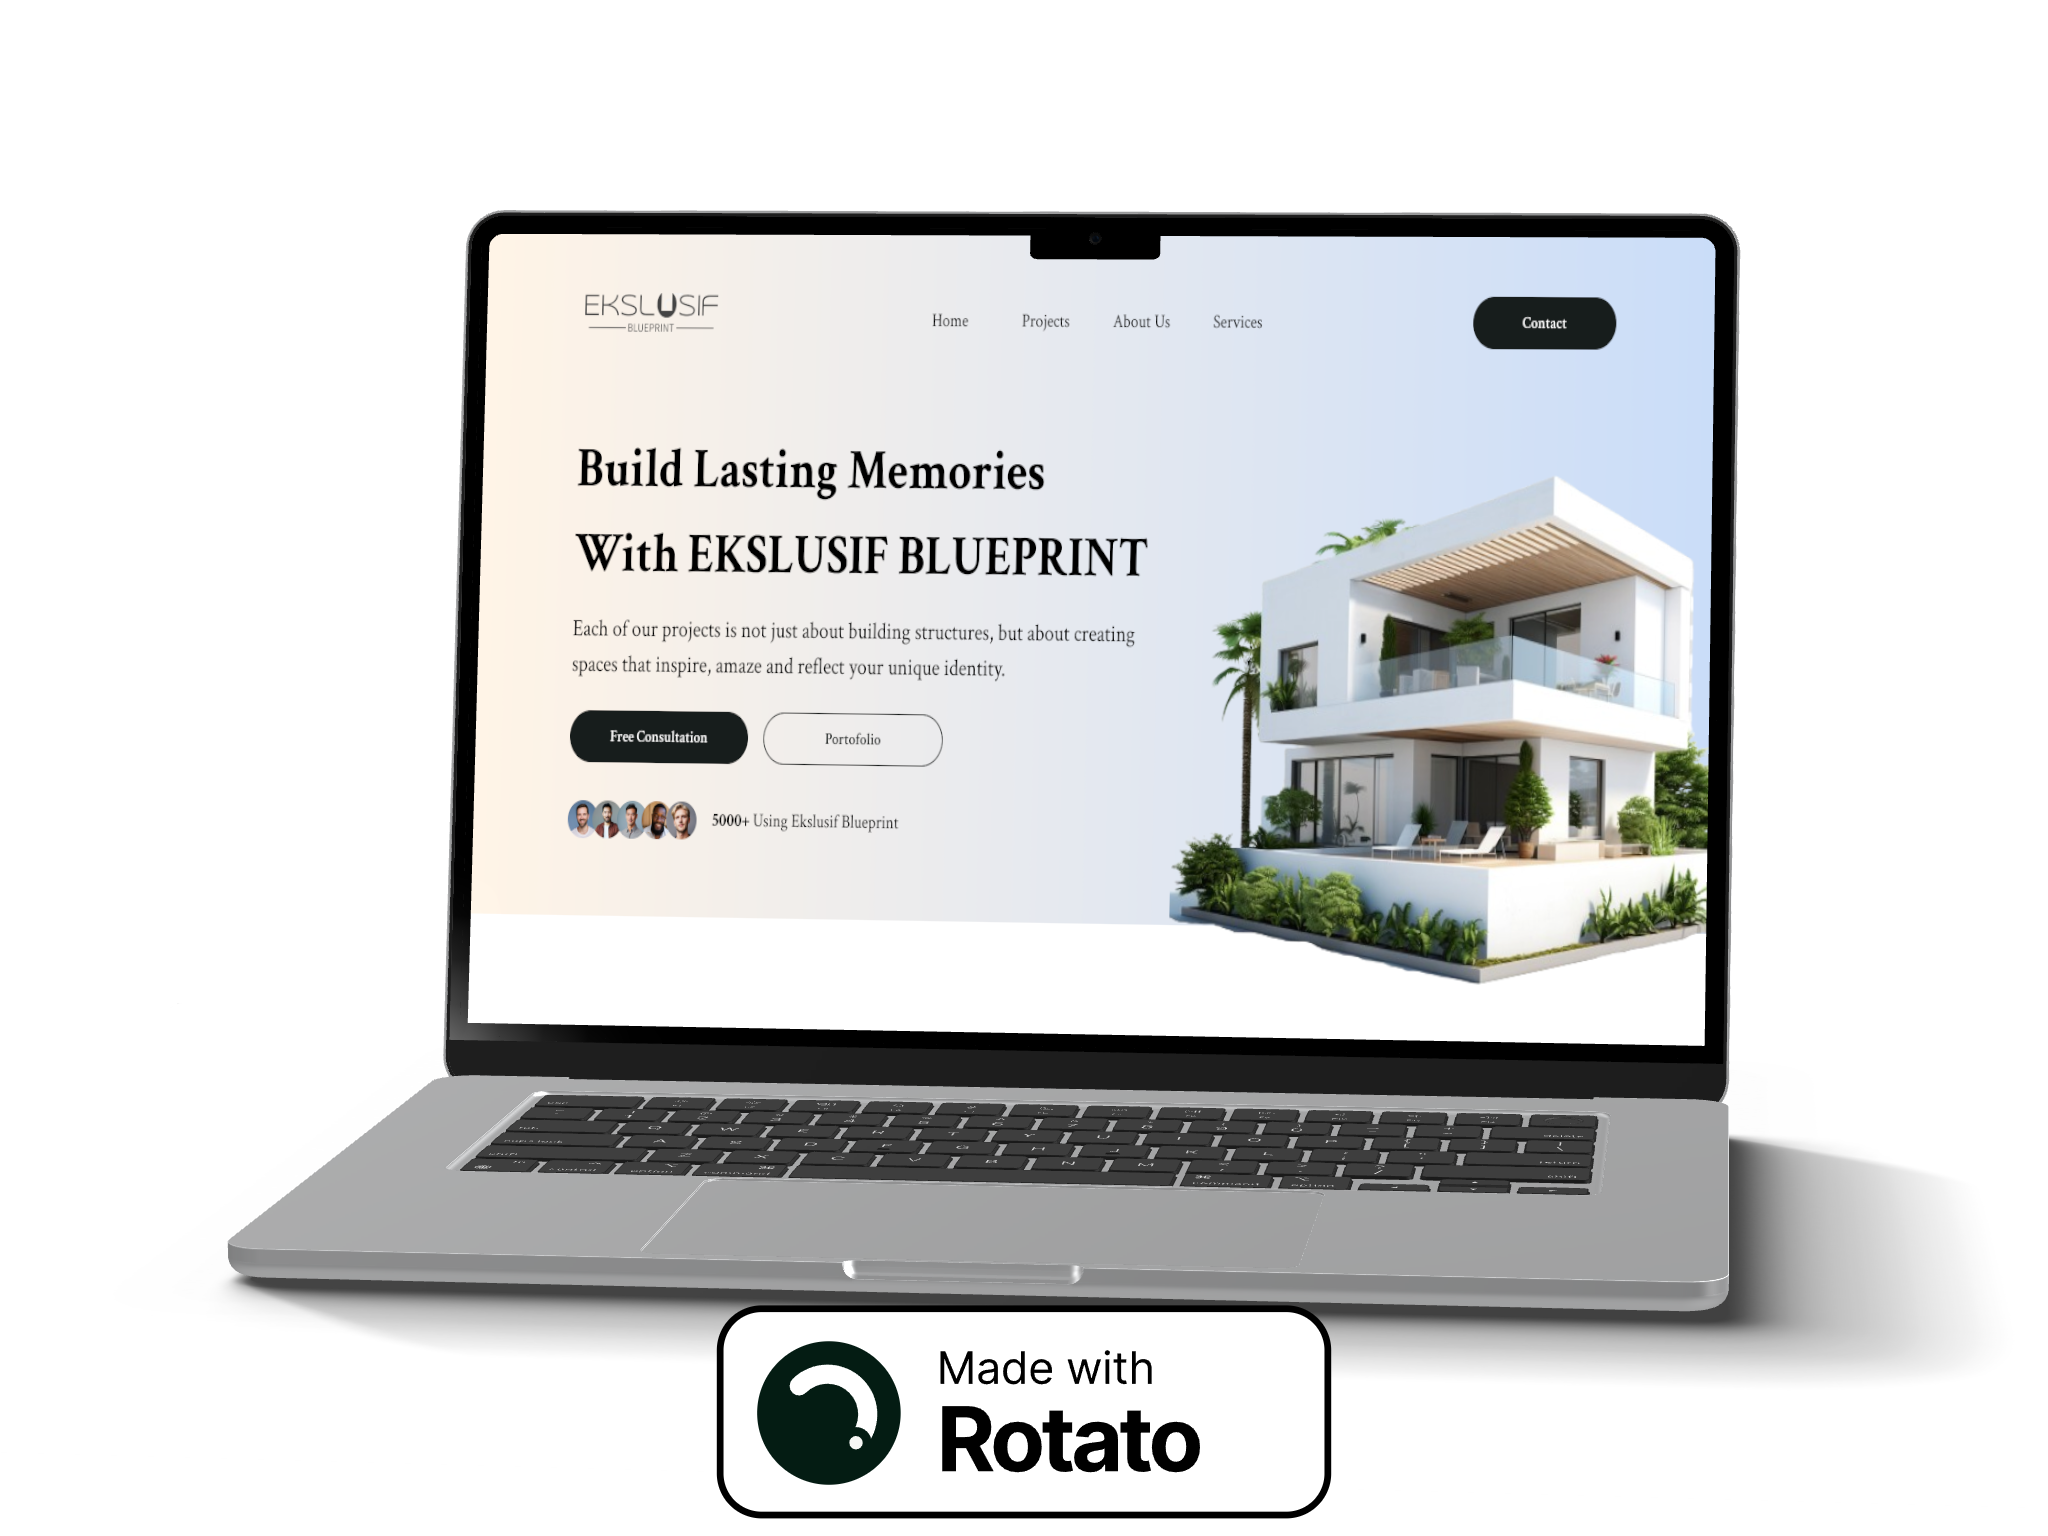 EKSLUSIF
BLUEPRINT
Home Projects About Us Services Contact
Build Lasting Memories
With EKSLUSIF BLUEPRINT
Each of our projects is not just about building structures, but about creating
spaces that inspire, amaze and reflect your unique identity.
Free Consultation Portofolio
5000+ Using Ekslusif Blueprint
Q W E R T Y U I O P
A S D F G H J K L
Z X C V B N M
Made with
Rotato